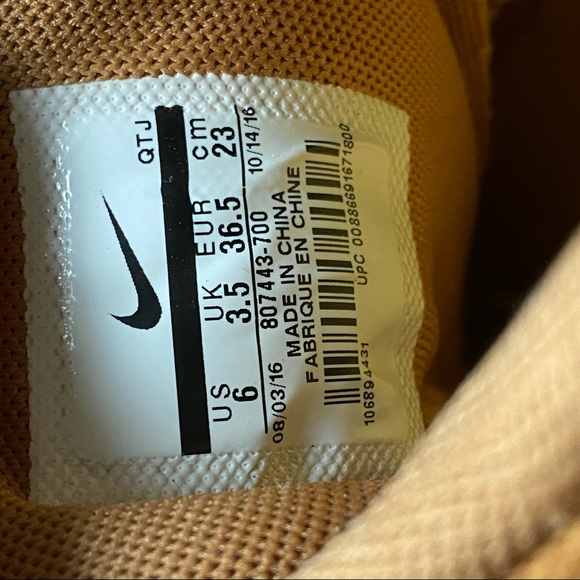 QTJ
US UK EUR cm
6 3.5 36.5 23
08/03/16 807443-700 10/14/16
MADE IN CHINA
FABRIQUE EN CHINE
106894431 UPC 00886691671800